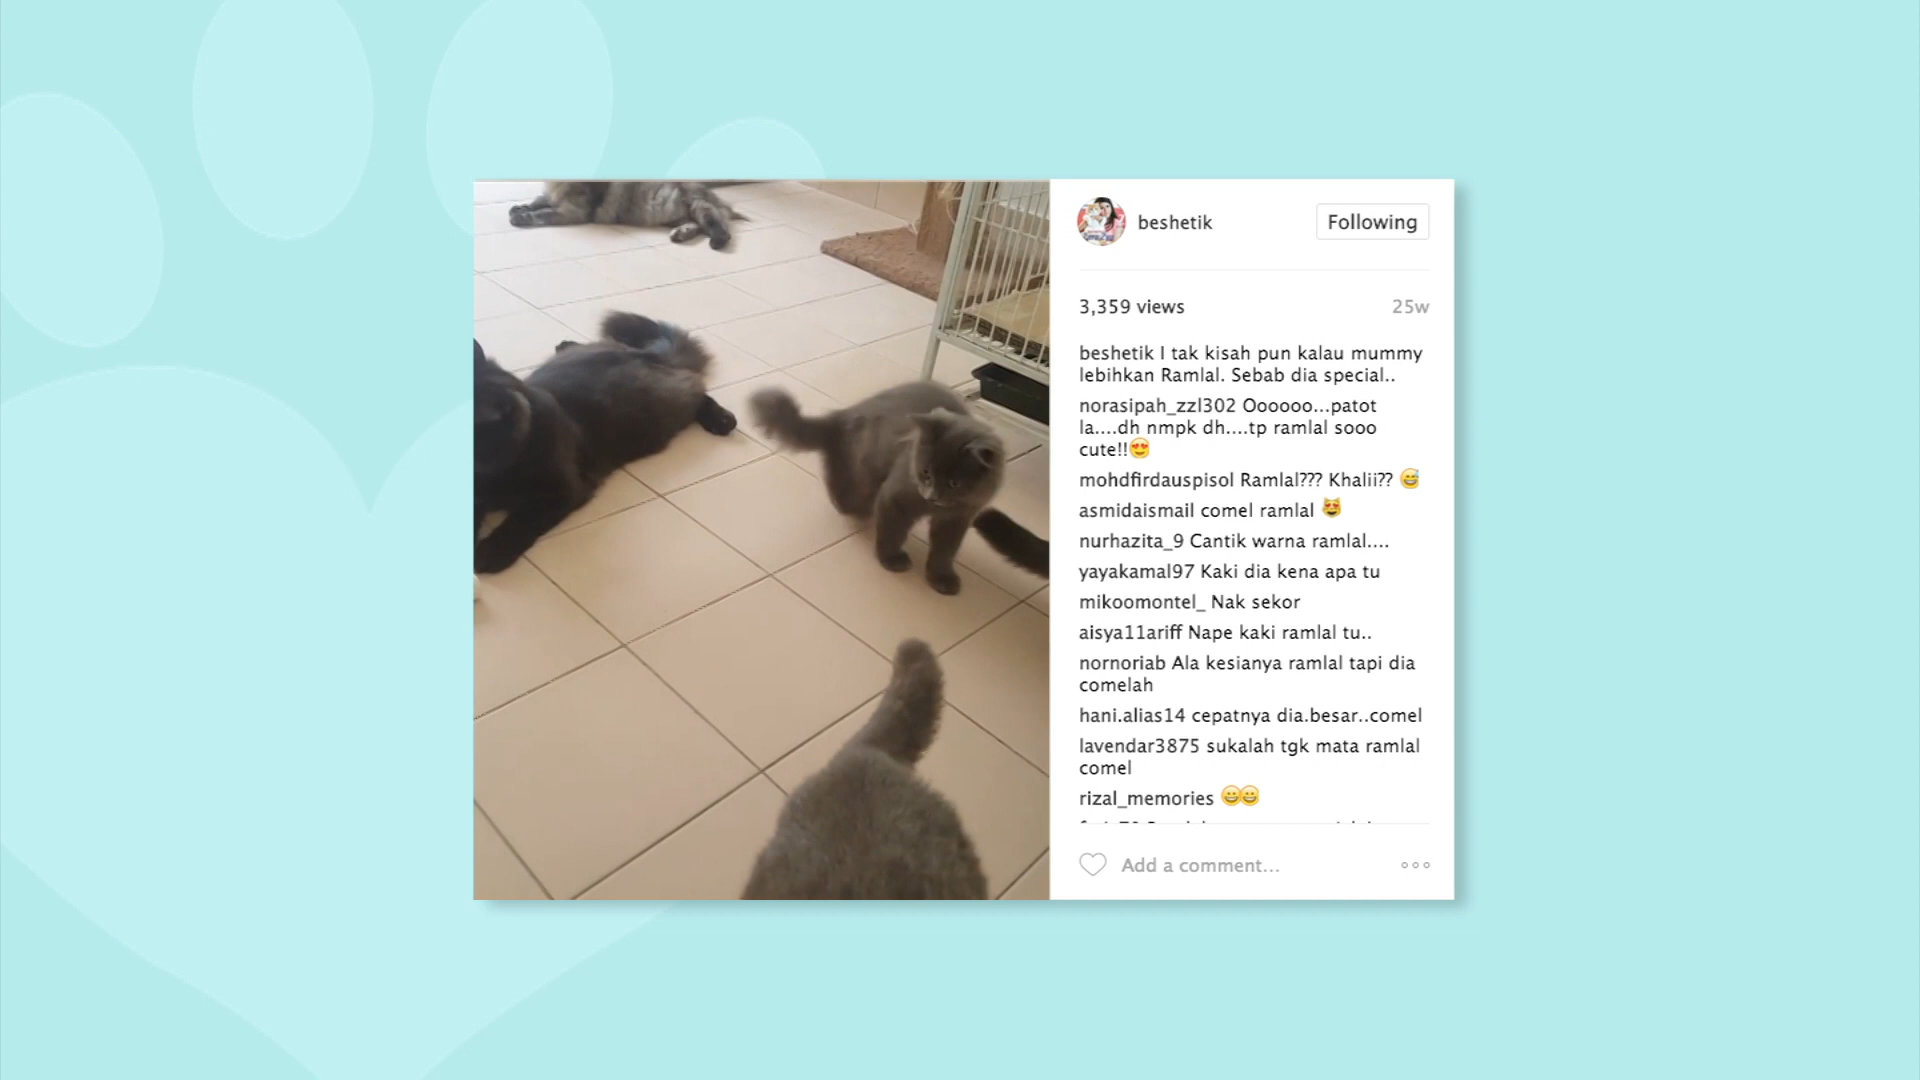 beshetik
Following
3,359 views
25w
beshetik I tak kisah pun kalau mummy
lebihkan Ramlal. Sebab dia special..
norasipah_zzl302 Oooooo...patot
la....dh nmpk dh....tp ramlal sooo
cute!!😍
mohdfirdauspisol Ramlal??? Khalii?? 😅
asmidaismail comel ramlal 😻
nurhazita_9 Cantik warna ramlal....
yayakamal97 Kaki dia kena apa tu
mikoomontel_ Nak sekor
aisya11ariff Nape kaki ramlal tu..
nornoriab Ala kesianya ramlal tapi dia
comelah
hani.alias14 cepatnya dia.besar..comel
lavendar3875 sukalah tgk mata ramlal
comel
rizal_memories 😀😀
Add a comment...